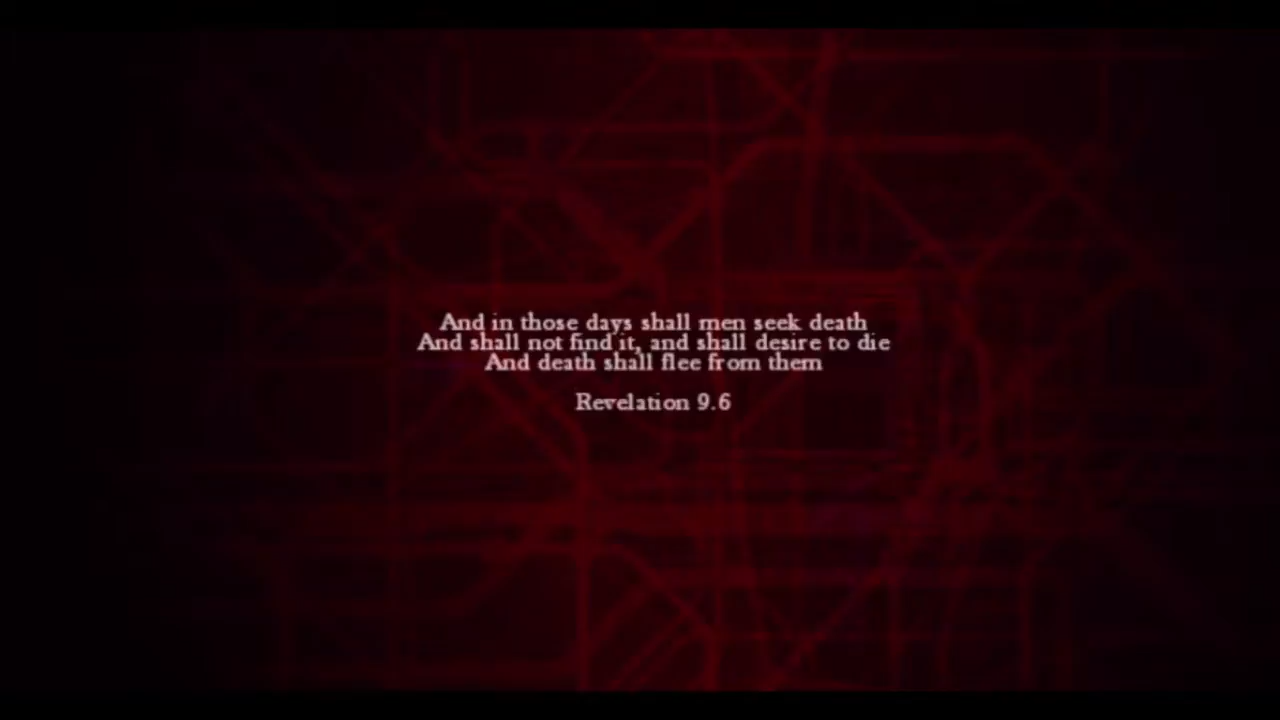 And in those days shall men seek death
And shall not find it, and shall desire to die
And death shall flee from them
Revelation 9.6